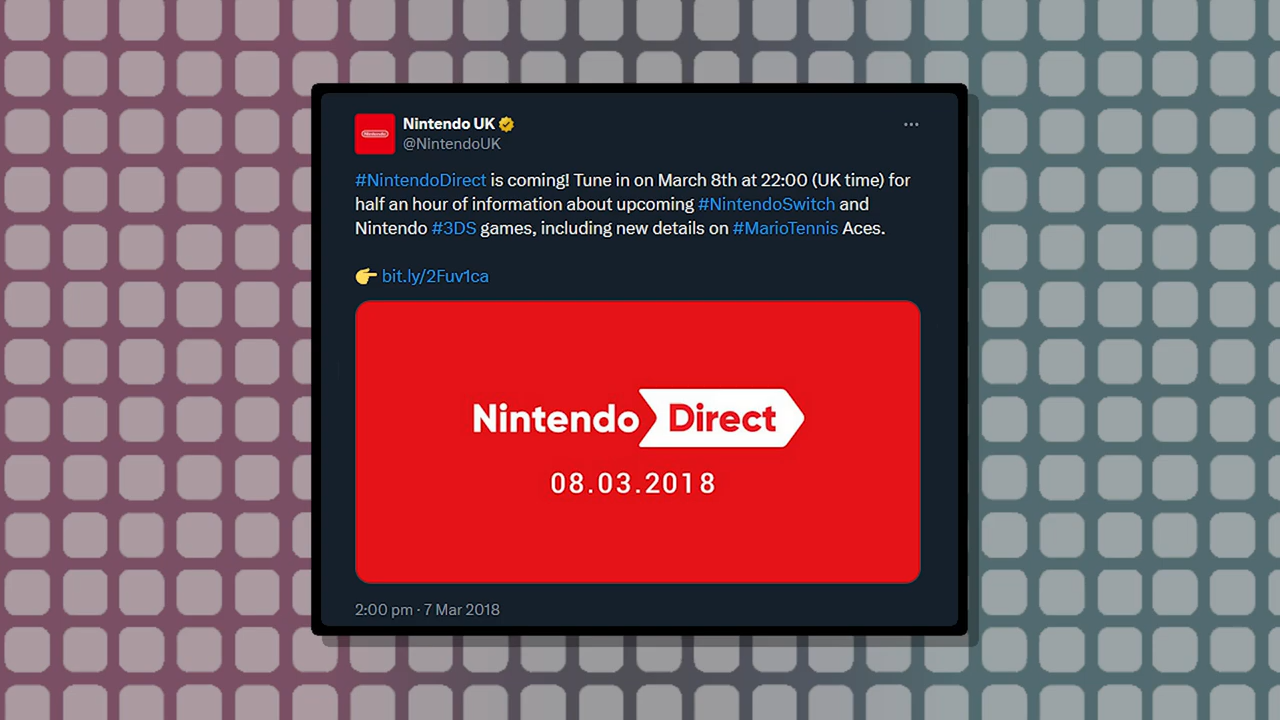 Nintendo UK
@NintendoUK
#NintendoDirect is coming! Tune in on March 8th at 22:00 (UK time) for
half an hour of information about upcoming #NintendoSwitch and
Nintendo #3DS games, including new details on #MarioTennis Aces.
👉 bit.ly/2Fuv1ca
Nintendo Direct
08.03.2018
2:00 pm · 7 Mar 2018